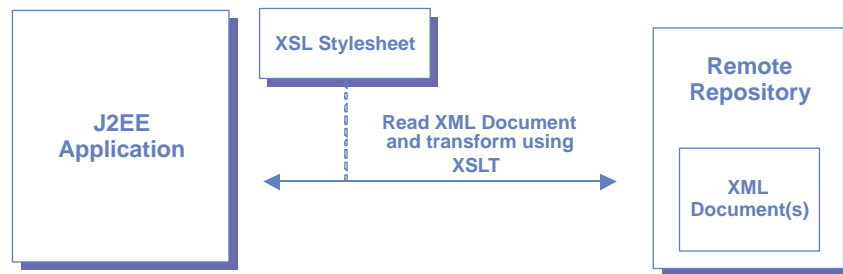 J2EE
Application
XSL Stylesheet
Read XML Document
and transform using
XSLT
Remote
Repository
XML
Document(s)